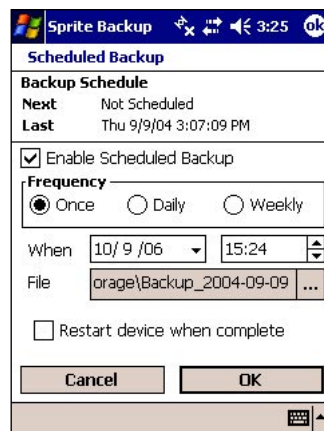 Sprite Backup 3:25 ok
Scheduled Backup
Backup Schedule
Next Not Scheduled
Last Thu 9/9/04 3:07:09 PM
Enable Scheduled Backup
Frequency
Once Daily Weekly
When 10/ 9 /06 15:24
File orage\Backup_2004-09-09 ...
Restart device when complete
Cancel OK